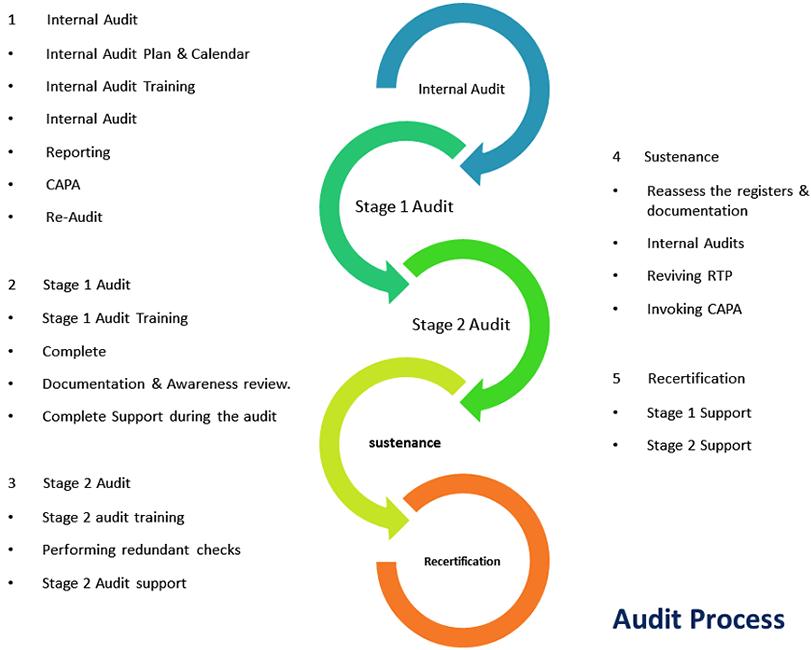 1 Internal Audit
• Internal Audit Plan & Calendar
• Internal Audit Training
• Internal Audit
• Reporting
• CAPA
• Re-Audit
2 Stage 1 Audit
• Stage 1 Audit Training
• Complete
• Documentation & Awareness review.
• Complete Support during the audit
3 Stage 2 Audit
• Stage 2 audit training
• Performing redundant checks
• Stage 2 Audit support
Internal Audit
Stage 1 Audit
Stage 2 Audit
sustenance
Recertification
4 Sustenance
• Reassess the registers &
documentation
• Internal Audits
• Reviving RTP
• Invoking CAPA
5 Recertification
• Stage 1 Support
• Stage 2 Support
Audit Process